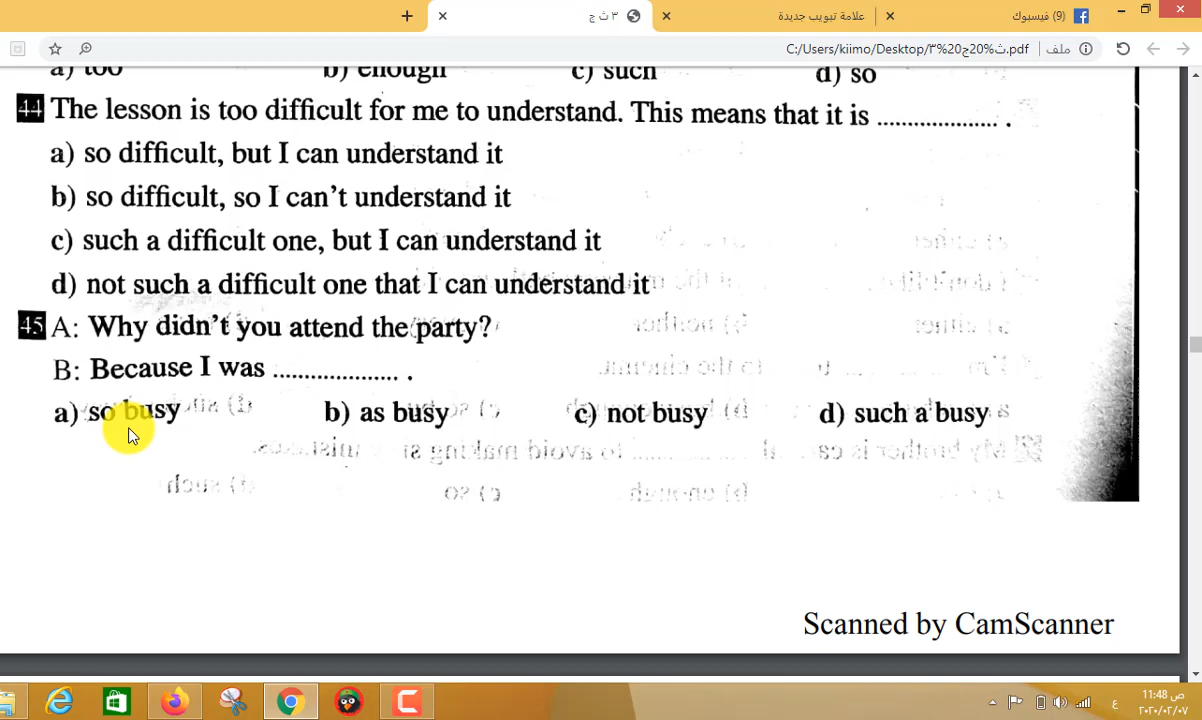 (9) فيسبوك
علامة تبويب جديدة
٣ ث ج
ملف
C:/Users/kiimo/Desktop/٣%20ث%20ج.pdf
a) too b) enough c) such d) so
44 The lesson is too difficult for me to understand. This means that it is .................... .
a) so difficult, but I can understand it
b) so difficult, so I can’t understand it
c) such a difficult one, but I can understand it
d) not such a difficult one that I can understand it
45 A: Why didn’t you attend the party?
B: Because I was .................... .
a) so busy b) as busy c) not busy d) such a busy
Scanned by CamScanner
ع
11:48 ص
٢٠٢٠/٠٢/٠٧